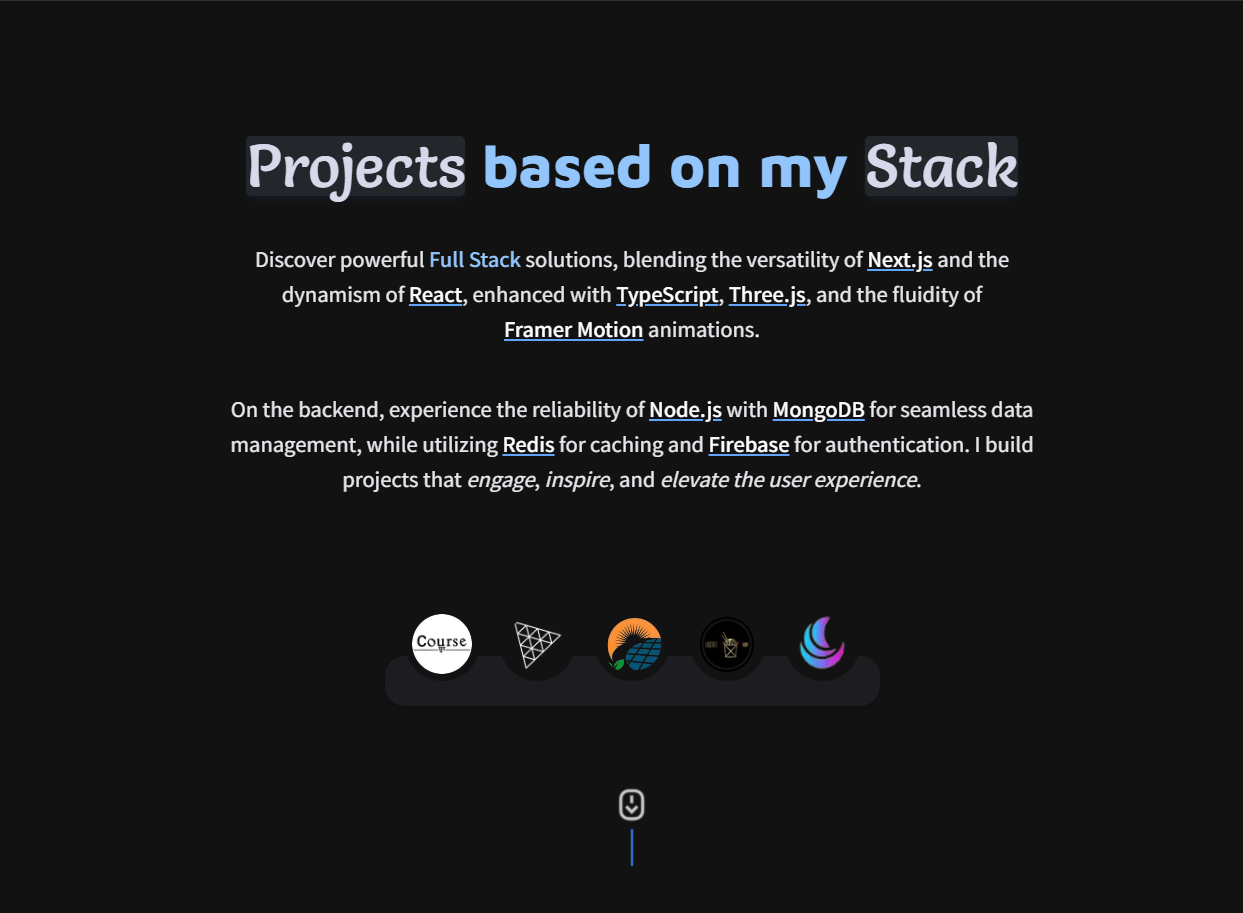 Projects based on my Stack
Discover powerful Full Stack solutions, blending the versatility of Next.js and the
dynamism of React, enhanced with TypeScript, Three.js, and the fluidity of
Framer Motion animations.
On the backend, experience the reliability of Node.js with MongoDB for seamless data
management, while utilizing Redis for caching and Firebase for authentication. I build
projects that engage, inspire, and elevate the user experience.
Course